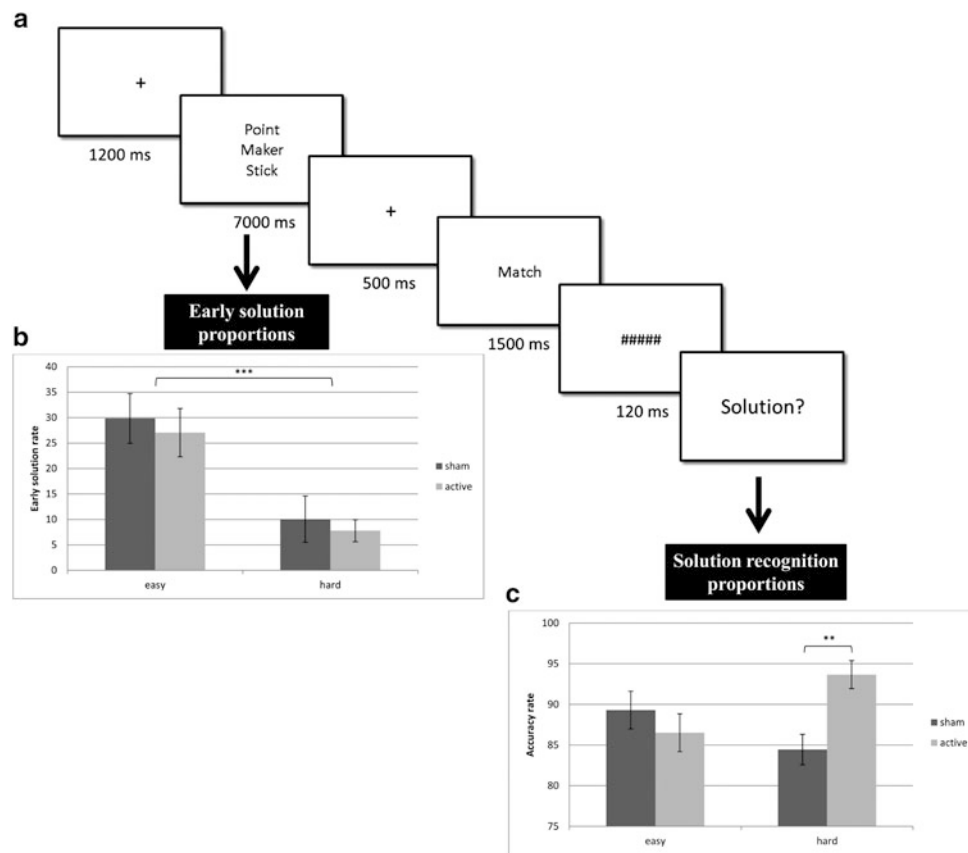 a
+
1200 ms
Point
Maker
Stick
7000 ms
+
500 ms
Match
1500 ms
#####
120 ms
Solution?
Early solution
proportions
b
***
40
35
30
25
20
15
10
5
0
Early solution rate
easy
hard
sham
active
Solution recognition
proportions
c
**
100
95
90
85
80
75
Accuracy rate
easy
hard
sham
active